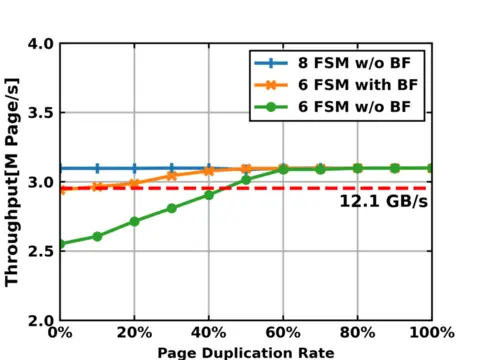 4.0
3.5
3.0
2.5
2.0
Throughput[M Page/s]
8 FSM w/o BF
6 FSM with BF
6 FSM w/o BF
12.1 GB/s
0% 20% 40% 60% 80% 100%
Page Duplication Rate